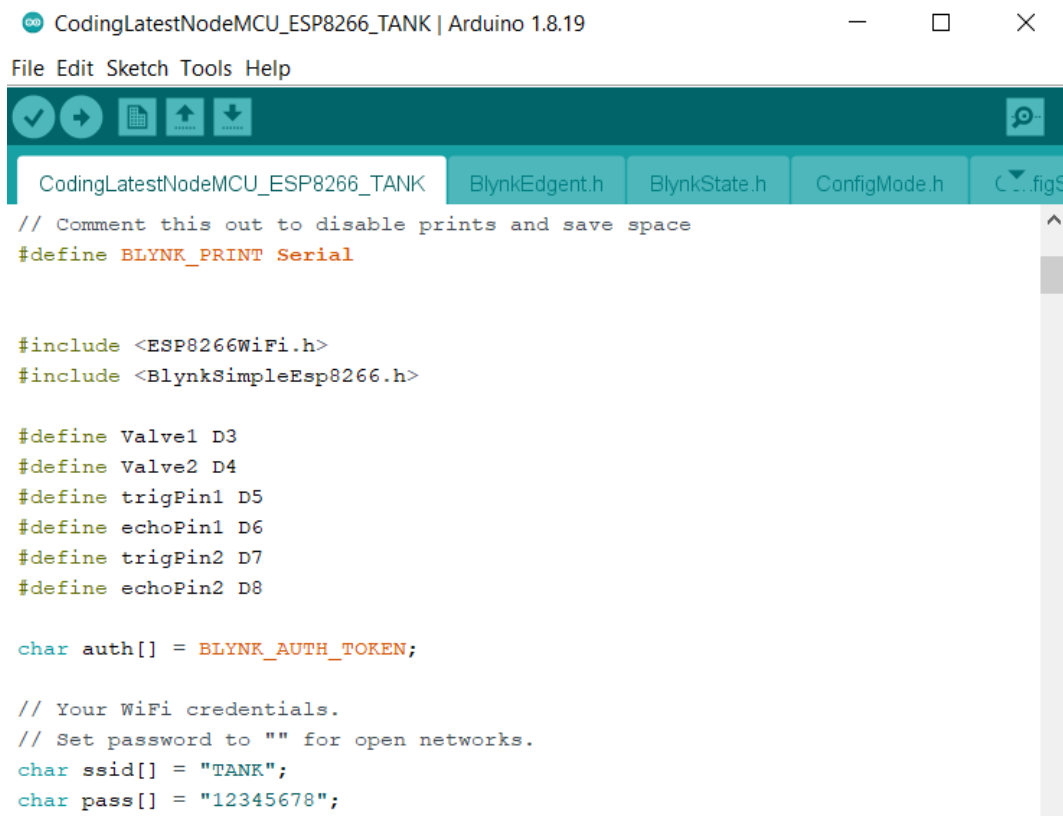 CodingLatestNodeMCU_ESP8266_TANK | Arduino 1.8.19
File Edit Sketch Tools Help
CodingLatestNodeMCU_ESP8266_TANK BlynkEdgent.h BlynkState.h ConfigMode.h
// Comment this out to disable prints and save space
#define BLYNK_PRINT Serial
#include <ESP8266WiFi.h>
#include <BlynkSimpleEsp8266.h>
#define Valve1 D3
#define Valve2 D4
#define trigPin1 D5
#define echoPin1 D6
#define trigPin2 D7
#define echoPin2 D8
char auth[] = BLYNK_AUTH_TOKEN;
// Your WiFi credentials.
// Set password to "" for open networks.
char ssid[] = "TANK";
char pass[] = "12345678";